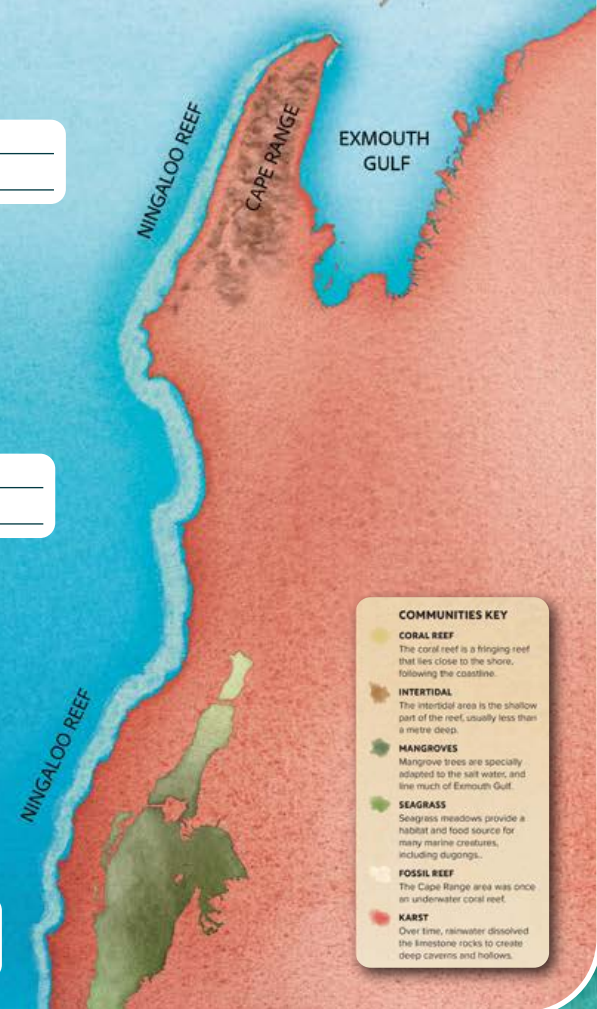 NINGALOO REEF
CAPE RANGE
EXMOUTH
GULF
NINGALOO REEF
COMMUNITIES KEY
CORAL REEF
The coral reef is a fringing reef
that lies close to the shore,
following the coastline.
INTERTIDAL
The intertidal area is the shallow
part of the reef, usually less than
a metre deep.
MANGROVES
Mangrove trees are specially
adapted to the salt water, and
line much of Exmouth Gulf.
SEAGRASS
Seagrass meadows provide a
habitat and food source for
many marine creatures,
including dugongs..
FOSSIL REEF
The Cape Range area was once
an underwater coral reef.
KARST
Over time, rainwater dissolved
the limestone rocks to create
deep caverns and hollows.